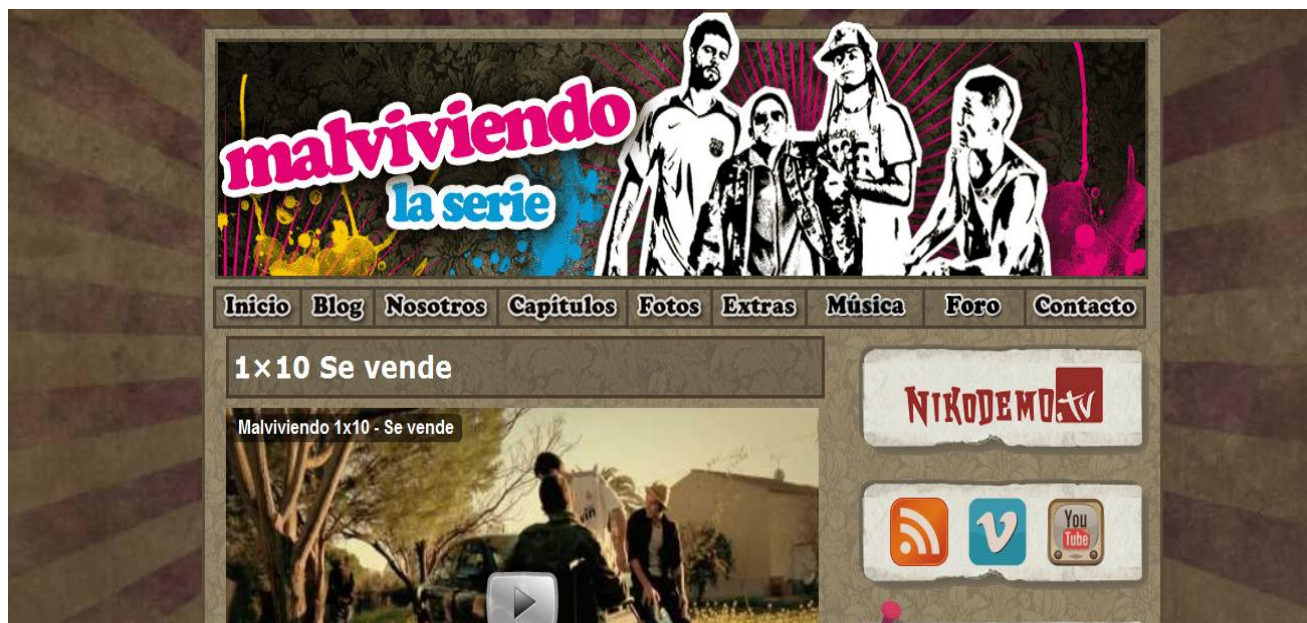 malviviendo
la serie
Inicio Blog Nosotros Capítulos Fotos Extras Música Foro Contacto
1×10 Se vende
Malviviendo 1x10 - Se vende
NIKODEMO.tv
You
Tube